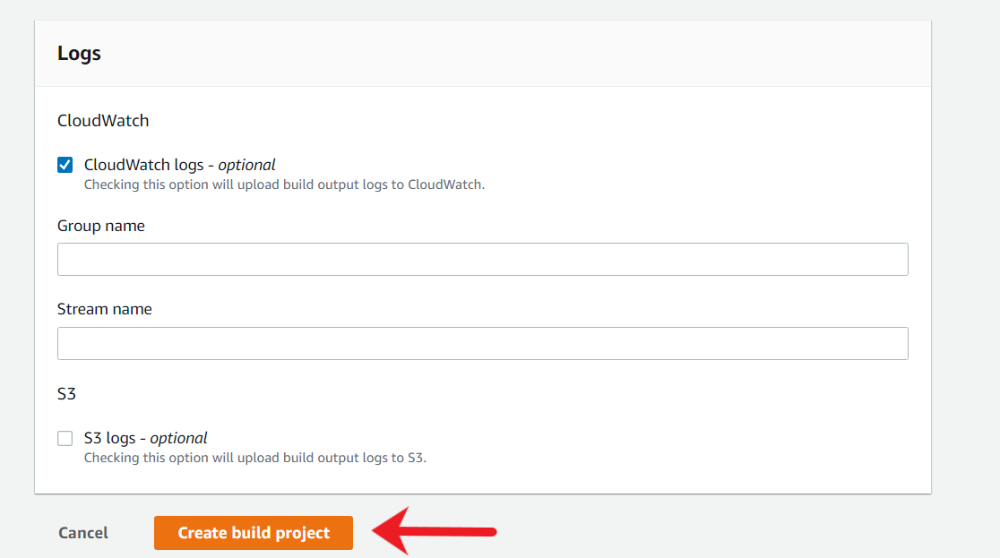 Logs
CloudWatch
CloudWatch logs - optional
Checking this option will upload build output logs to CloudWatch.
Group name
Stream name
S3
S3 logs - optional
Checking this option will upload build output logs to S3.
Cancel
Create build project